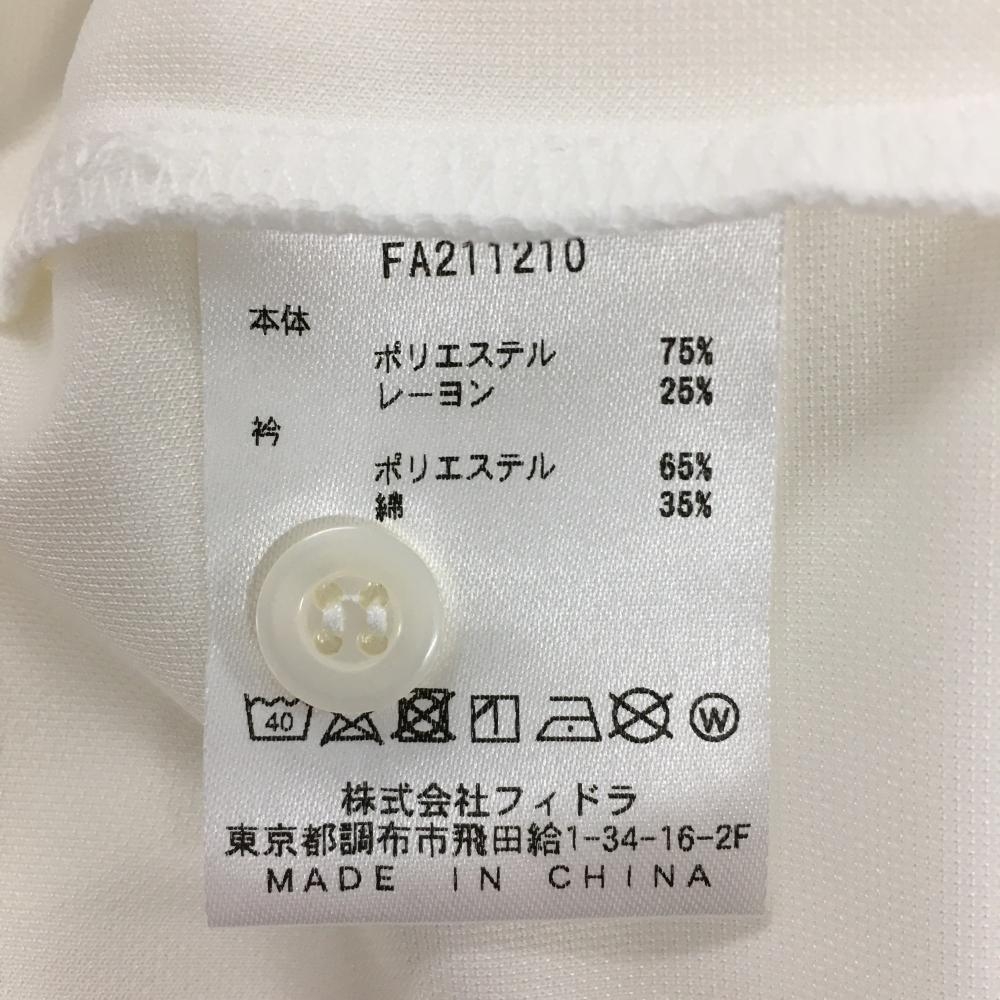 FA211210
本体
ポリエステル 75%
レーヨン 25%
衿
ポリエステル 65%
綿 35%
40 W
株式会社フィドラ
東京都調布市飛田給1-34-16-2F
MADE IN CHINA